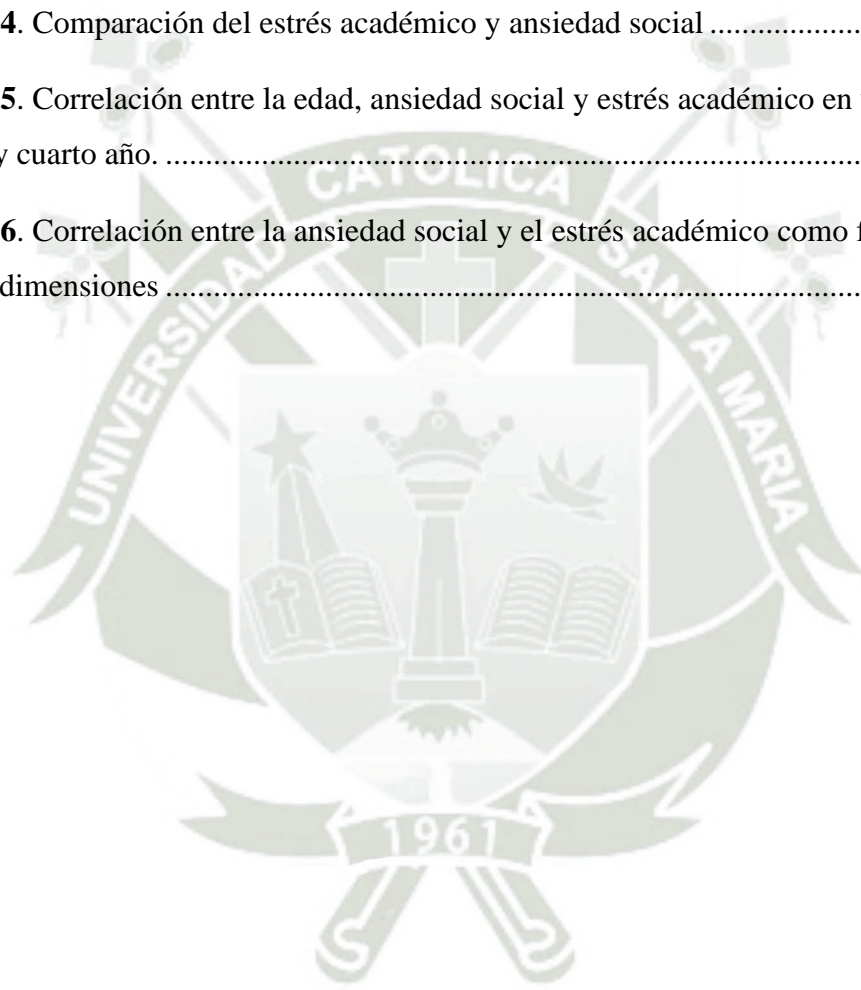 4. Comparación del estrés académico y ansiedad social ..................
5. Correlación entre la edad, ansiedad social y estrés académico en
y cuarto año. ..........................................................................
6. Correlación entre la ansiedad social y el estrés académico como
dimensiones ..........................................................................
UNIVERSIDAD CATOLICA SANTA MARIA
1961